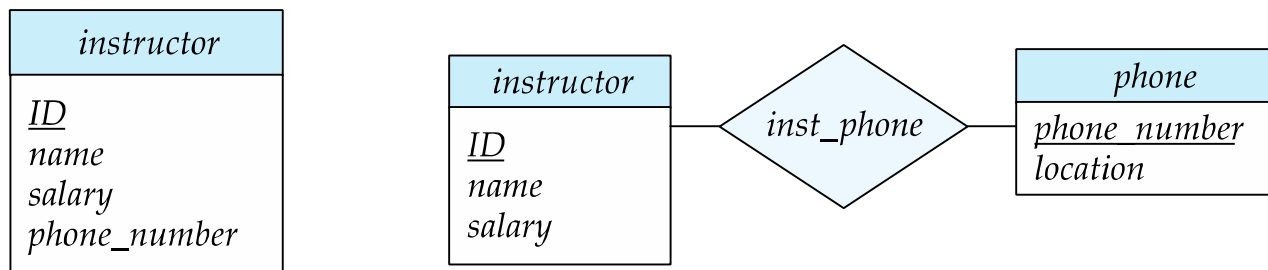 instructor
ID
name
salary
phone_number
instructor
ID
name
salary
inst_phone
phone
phone_number
location